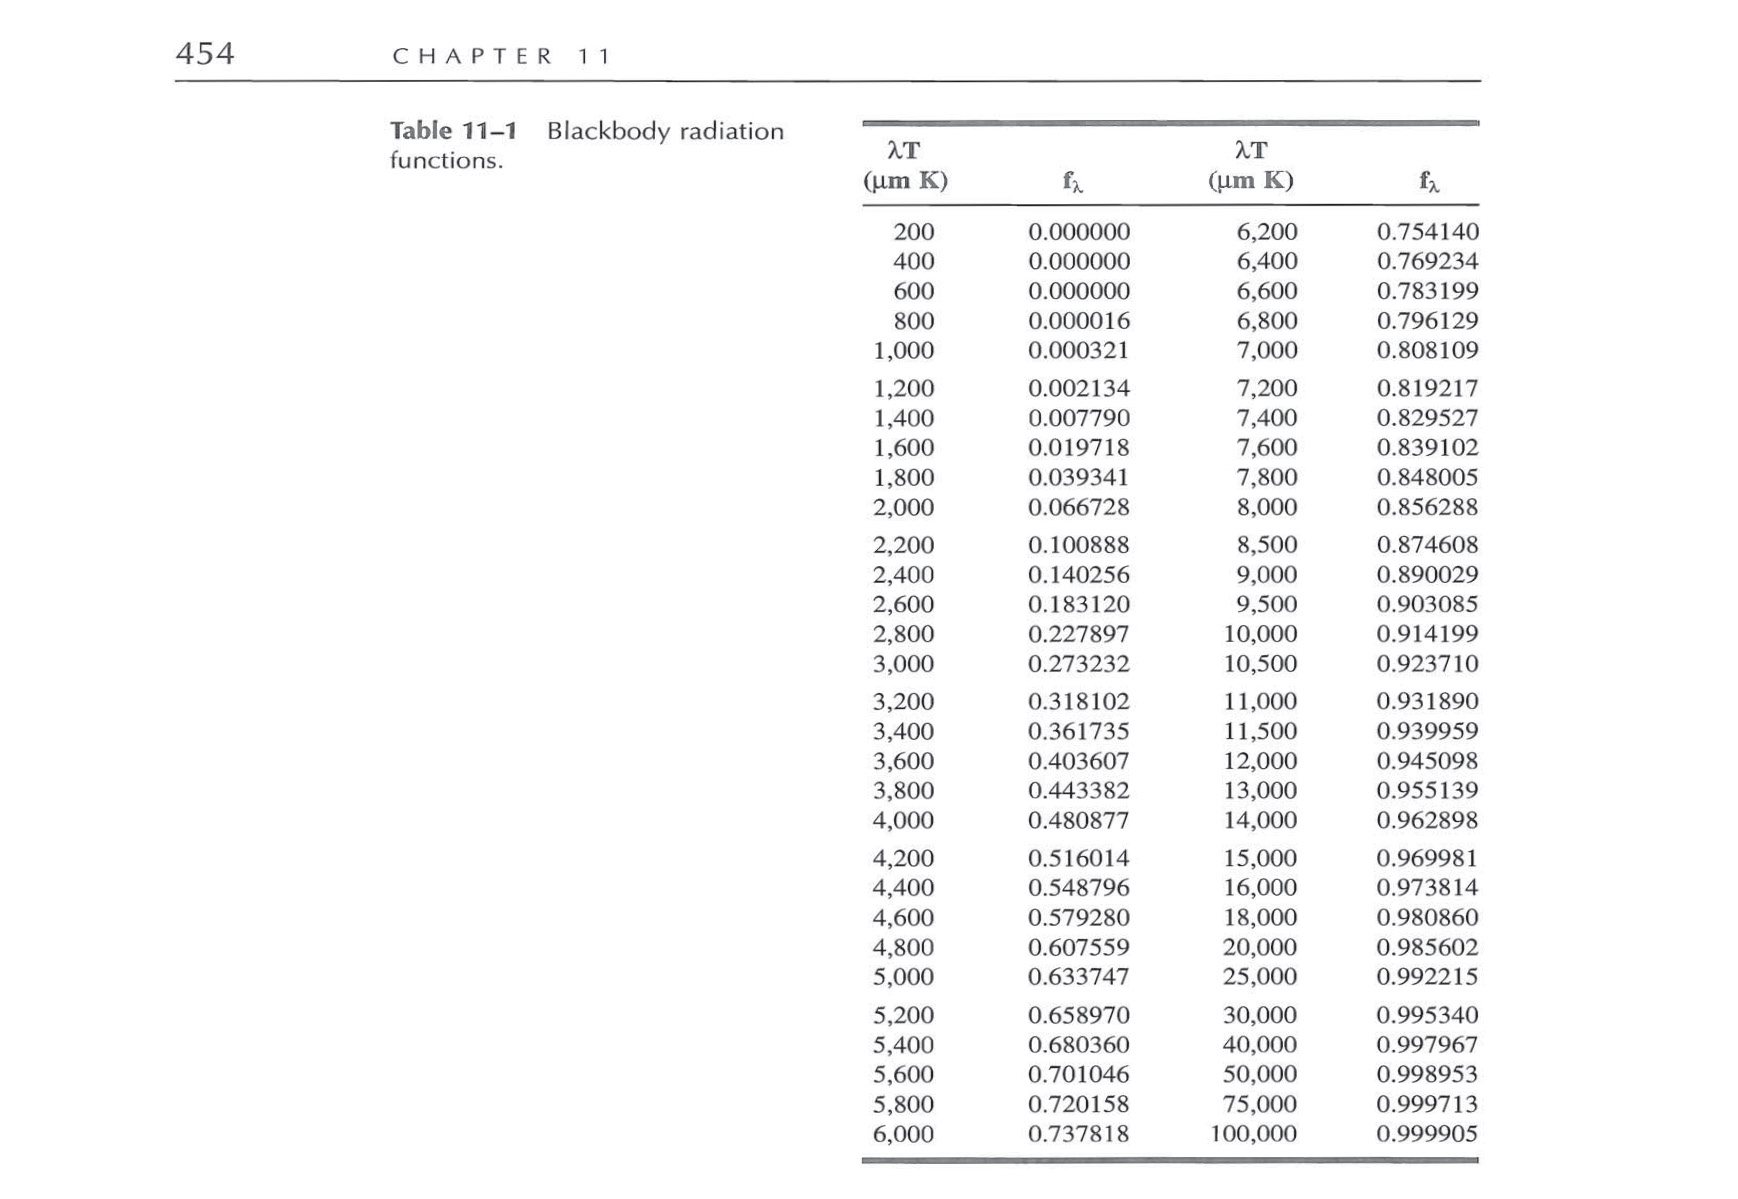 454 CHAPTER 11
Table 11–1 Blackbody radiation
functions.
λT λT
(μm K) fλ (μm K) fλ
200 0.000000 6,200 0.754140
400 0.000000 6,400 0.769234
600 0.000000 6,600 0.783199
800 0.000016 6,800 0.796129
1,000 0.000321 7,000 0.808109
1,200 0.002134 7,200 0.819217
1,400 0.007790 7,400 0.829527
1,600 0.019718 7,600 0.839102
1,800 0.039341 7,800 0.848005
2,000 0.066728 8,000 0.856288
2,200 0.100888 8,500 0.874608
2,400 0.140256 9,000 0.890029
2,600 0.183120 9,500 0.903085
2,800 0.227897 10,000 0.914199
3,000 0.273232 10,500 0.923710
3,200 0.318102 11,000 0.931890
3,400 0.361735 11,500 0.939959
3,600 0.403607 12,000 0.945098
3,800 0.443382 13,000 0.955139
4,000 0.480877 14,000 0.962898
4,200 0.516014 15,000 0.969981
4,400 0.548796 16,000 0.973814
4,600 0.579280 18,000 0.980860
4,800 0.607559 20,000 0.985602
5,000 0.633747 25,000 0.992215
5,200 0.658970 30,000 0.995340
5,400 0.680360 40,000 0.997967
5,600 0.701046 50,000 0.998953
5,800 0.720158 75,000 0.999713
6,000 0.737818 100,000 0.999905